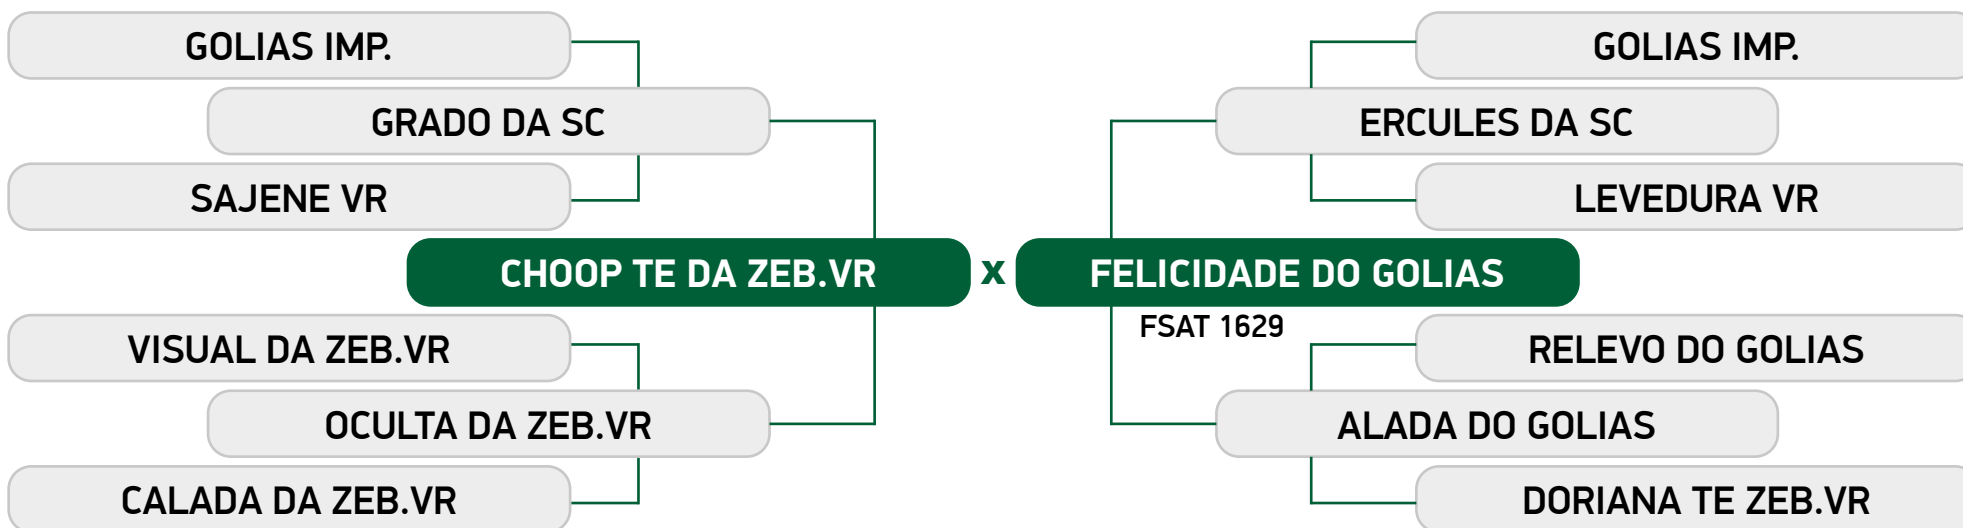 GOLIAS IMP.
GOLIAS IMP.
GRADO DA SC
ERCULES DA SC
SAJENE VR
LEVEDURA VR
CHOOP TE DA ZEB.VR x FELICIDADE DO GOLIAS
FSAT 1629
VISUAL DA ZEB.VR
RELEVO DO GOLIAS
OCULTA DA ZEB.VR
ALADA DO GOLIAS
CALADA DA ZEB.VR
DORIANA TE ZEB.VR